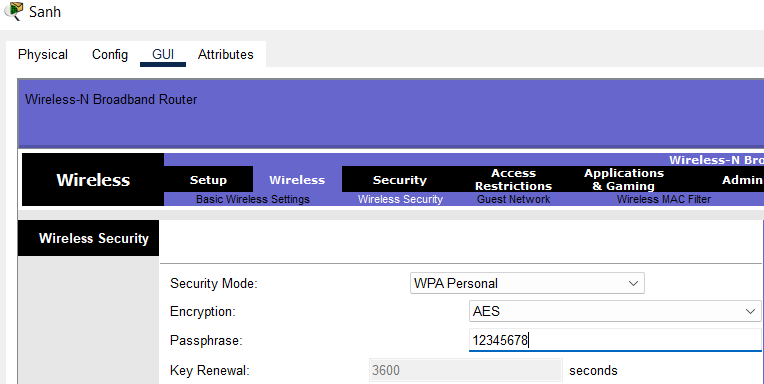 Sanh
Physical Config GUI Attributes
Wireless-N Broadband Router
Wireless-N Bro
Wireless Setup Wireless Security Access Restrictions Applications & Gaming Admin
Basic Wireless Settings Wireless Security Guest Network Wireless MAC Filter
Wireless Security
Security Mode: WPA Personal
Encryption: AES
Passphrase: 12345678
Key Renewal: 3600 seconds